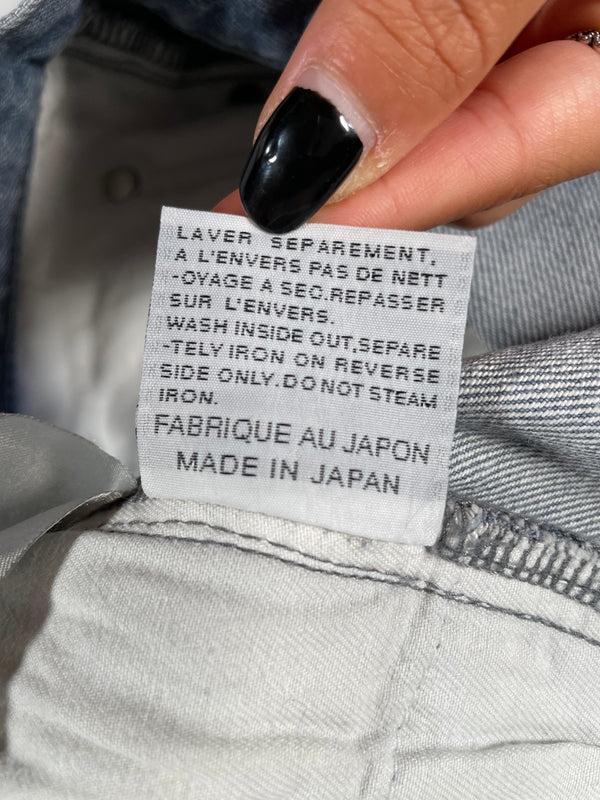 LAVER SEPAREMENT.
A L'ENVERS PAS DE NETT
-OYAGE A SEC.REPASSER
SUR L'ENVERS.
WASH INSIDE OUT,SEPARE
-TELY IRON ON REVERSE
SIDE ONLY.DO NOT STEAM
IRON.
FABRIQUE AU JAPON
MADE IN JAPAN